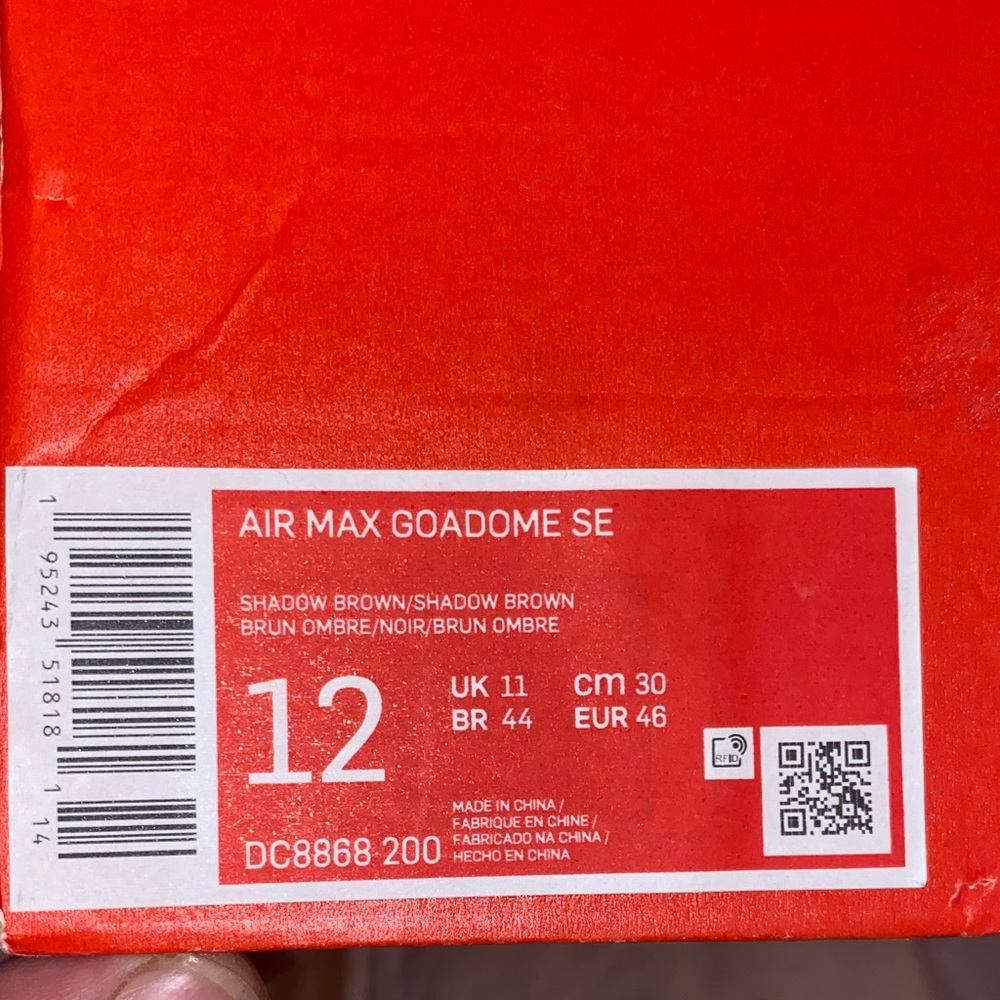 AIR MAX GOADOME SE
SHADOW BROWN/SHADOW BROWN
BRUN OMBRE/NOIR/BRUN OMBRE
12
UK 11 cm 30
BR 44 EUR 46
RFID
MADE IN CHINA /
FABRIQUE EN CHINE /
FABRICADO NA CHINA /
HECHO EN CHINA
DC8868 200
1 95243 51818 1 14